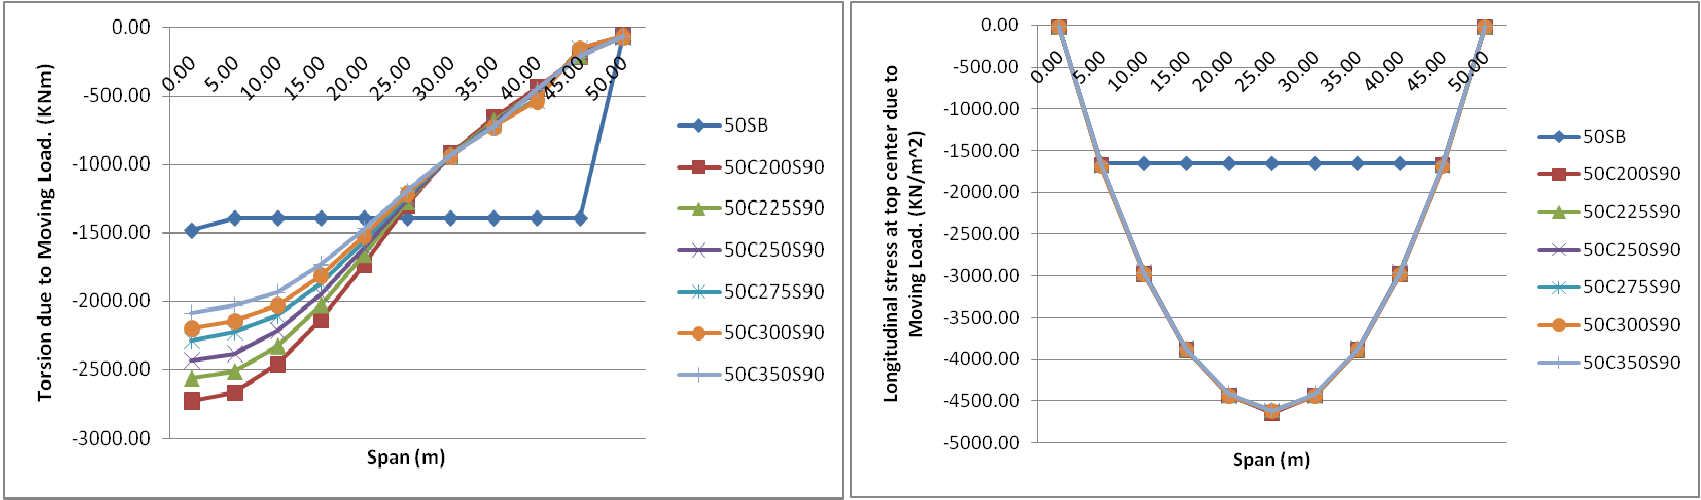 Torsion due to Moving Load. (KNm)
0.00
-500.00
-1000.00
-1500.00
-2000.00
-2500.00
-3000.00
0.00
5.00
10.00
15.00
20.00
25.00
30.00
35.00
40.00
45.00
50.00
Span (m)
50SB
50C200S90
50C225S90
50C250S90
50C275S90
50C300S90
50C350S90
Longitudinal stress at top center due to
Moving Load. (KN/m^2)
0.00
-500.00
-1000.00
-1500.00
-2000.00
-2500.00
-3000.00
-3500.00
-4000.00
-4500.00
-5000.00
0.00
5.00
10.00
15.00
20.00
25.00
30.00
35.00
40.00
45.00
50.00
Span (m)
50SB
50C200S90
50C225S90
50C250S90
50C275S90
50C300S90
50C350S90